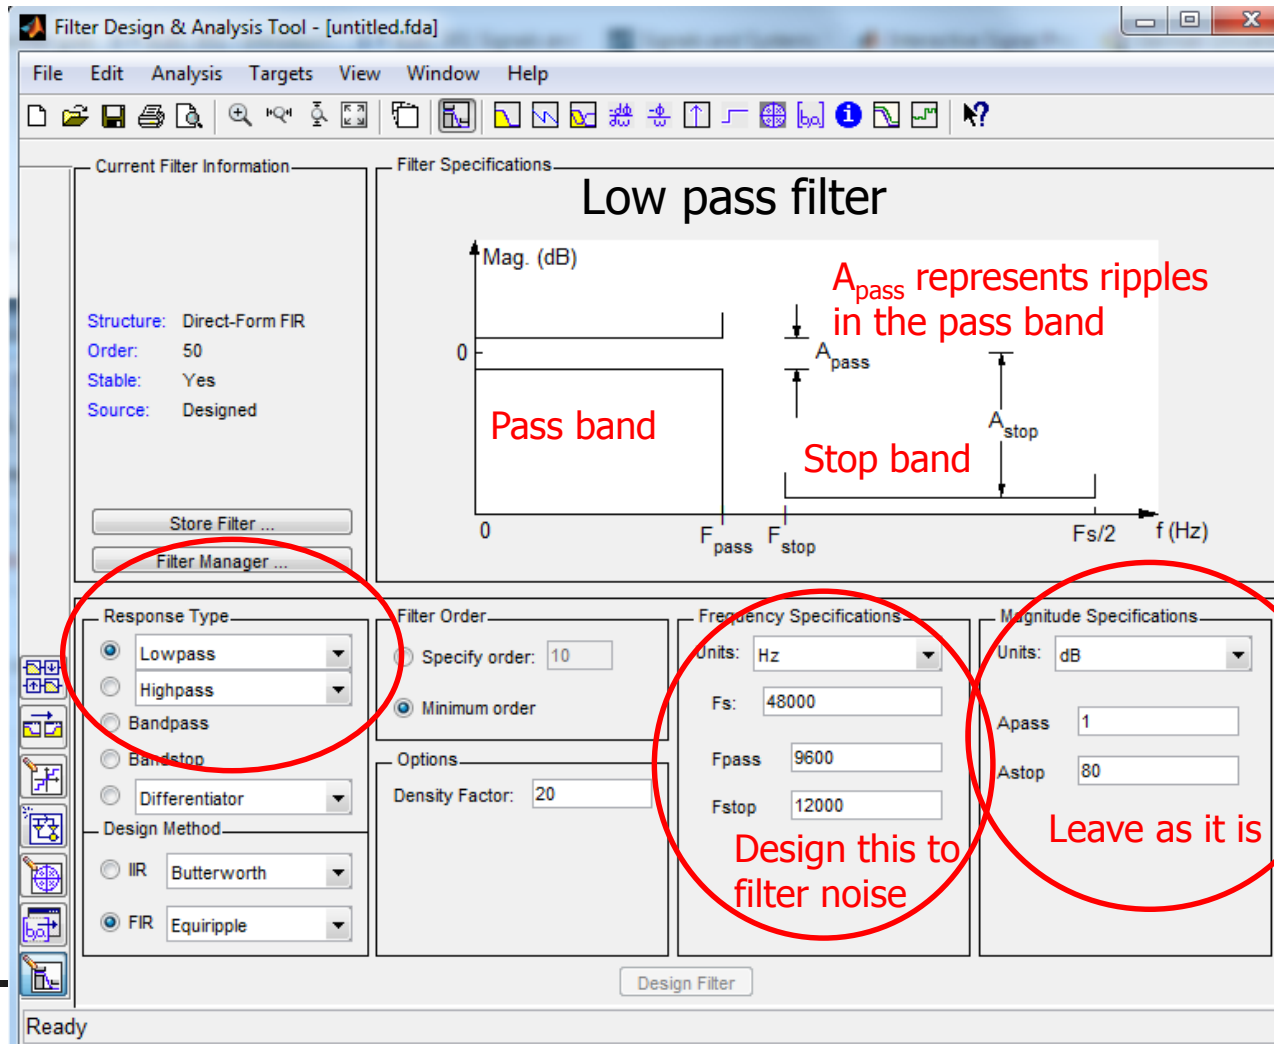 Filter Design & Analysis Tool - [untitled.fda]
File Edit Analysis Targets View Window Help
Current Filter Information
Structure: Direct-Form FIR
Order: 50
Stable: Yes
Source: Designed
Store Filter ...
Filter Manager ...
Filter Specifications
Low pass filter
Mag. (dB)
A_pass represents ripples
in the pass band
0
A_pass
Pass band
A_stop
Stop band
0
F_pass
F_stop
Fs/2
f (Hz)
Response Type
Lowpass
Highpass
Bandpass
Bandstop
Differentiator
Design Method
IIR Butterworth
FIR Equiripple
Filter Order
Specify order: 10
Minimum order
Options
Density Factor: 20
Frequency Specifications
Units: Hz
Fs: 48000
Fpass 9600
Fstop 12000
Design this to
filter noise
Magnitude Specifications
Units: dB
Apass 1
Astop 80
Leave as it is
Design Filter
Ready